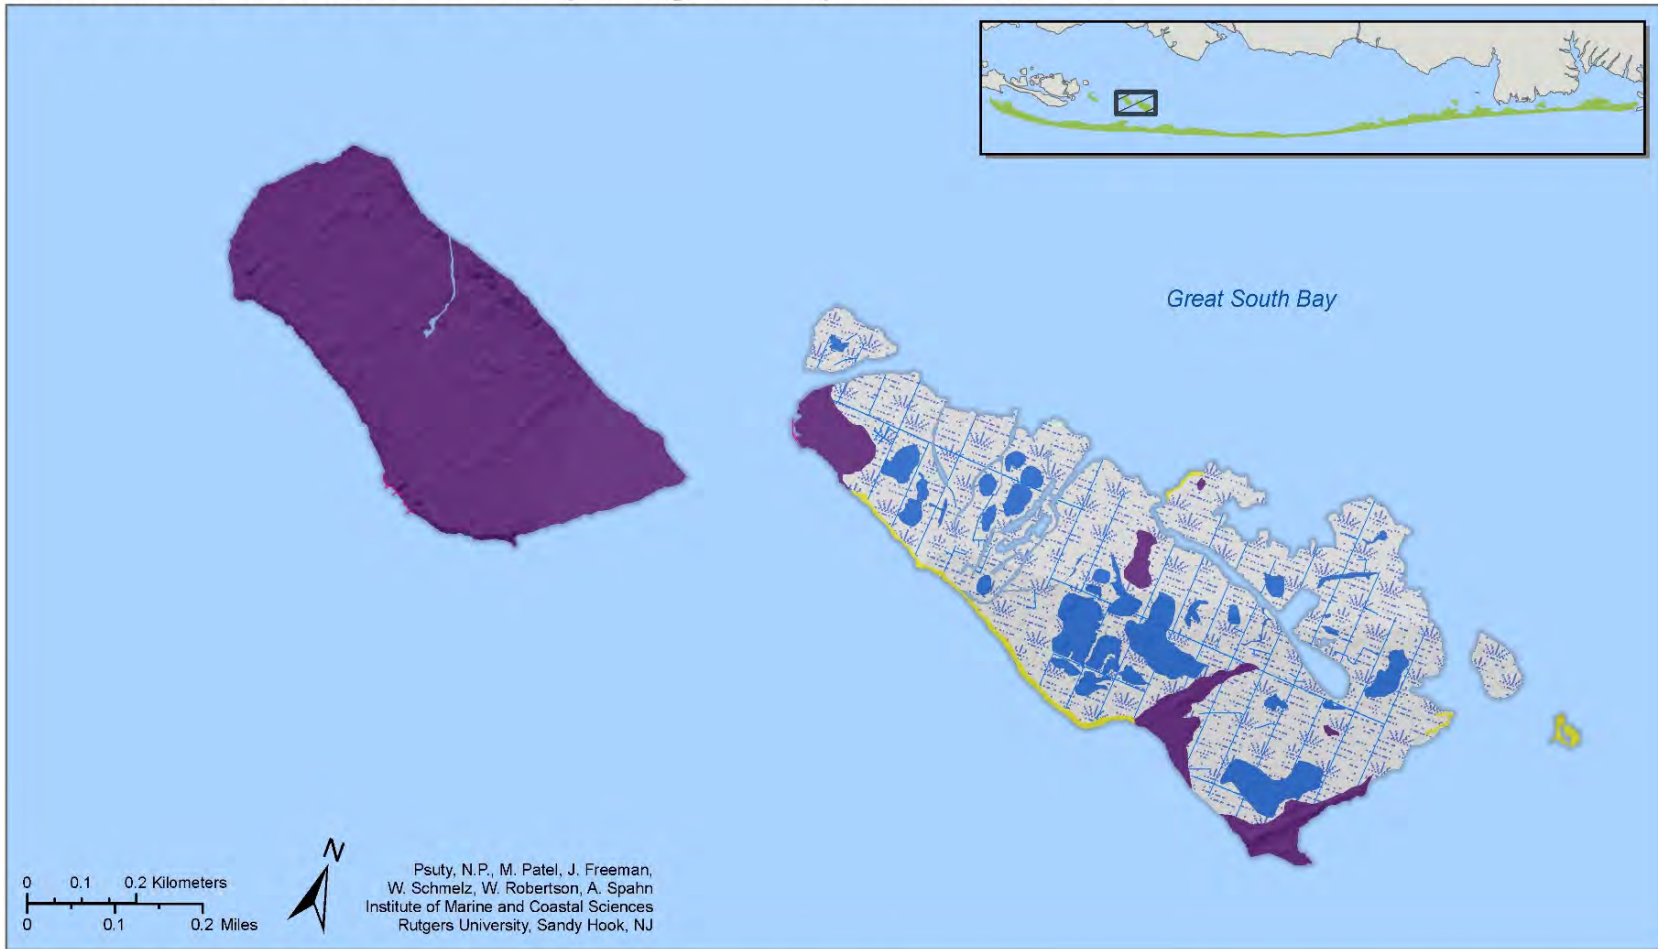 Great South Bay
N
0 0.1 0.2 Kilometers
0 0.1 0.2 Miles
Psuty, N.P., M. Patel, J. Freeman,
W. Schmelz, W. Robertson, A. Spahn
Institute of Marine and Coastal Sciences
Rutgers University, Sandy Hook, NJ